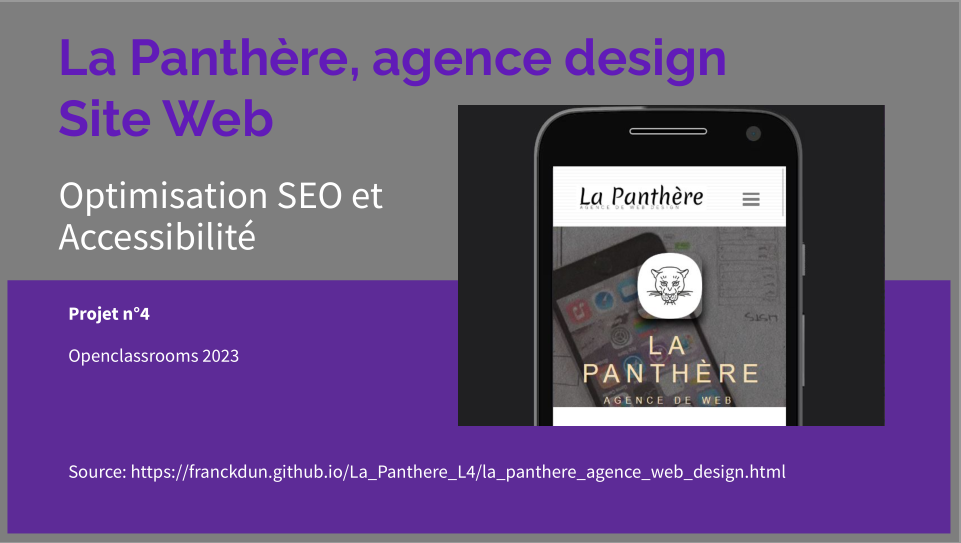 La Panthère, agence design
Site Web
Optimisation SEO et
Accessibilité
La Panthère
AGENCE DE WEB DESIGN
LA
PANTHÈRE
AGENCE DE WEB
Projet n°4
Openclassrooms 2023
Source: https://franckdun.github.io/La_Panthere_L4/la_panthere_agence_web_design.html